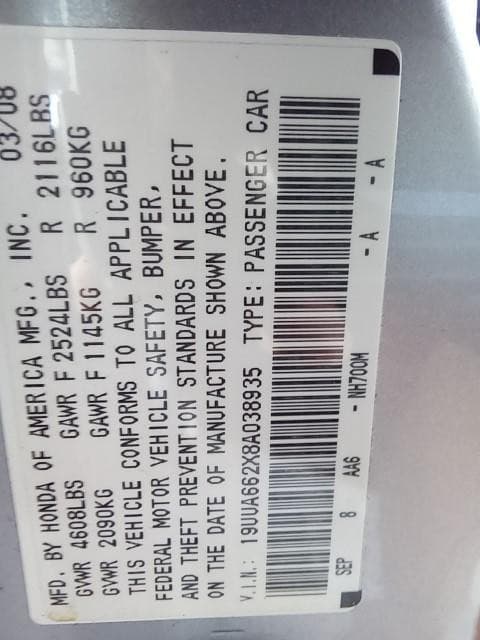 MFD. BY HONDA OF AMERICA MFG., INC. 03/08
GVWR 4608LBS GAWR F 2524LBS R 2116LBS
GVWR 2090KG GAWR F 1145KG R 960KG
THIS VEHICLE CONFORMS TO ALL APPLICABLE
FEDERAL MOTOR VEHICLE SAFETY, BUMPER,
AND THEFT PREVENTION STANDARDS IN EFFECT
ON THE DATE OF MANUFACTURE SHOWN ABOVE.
V.I.N.: 19UUA662X8A038935 TYPE: PASSENGER CAR
SEP 8 AA6 - NH700M - A - A